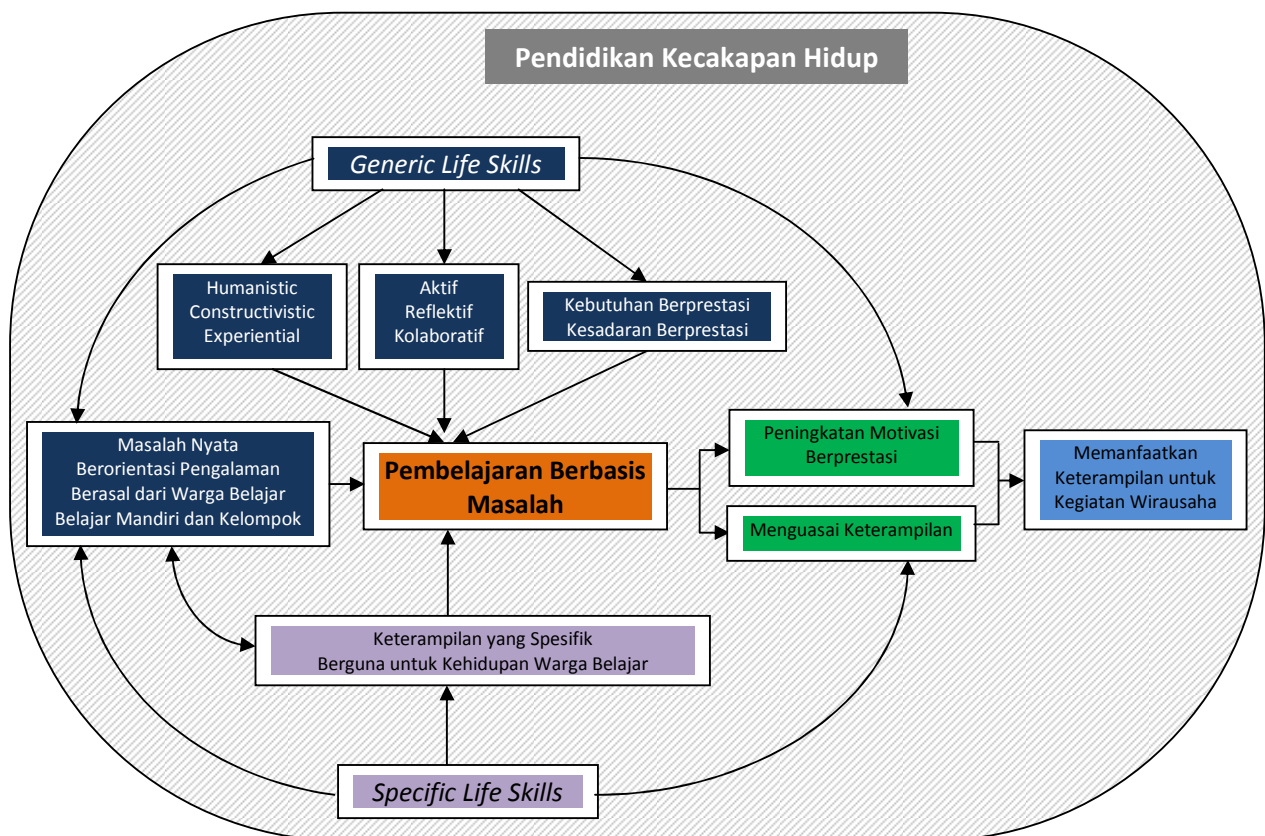 Pendidikan Kecakapan Hidup
Generic Life Skills
Humanistic
Constructivistic
Experiential
Aktif
Reflektif
Kolaboratif
Kebutuhan Berprestasi
Kesadaran Berprestasi
Masalah Nyata
Berorientasi Pengalaman
Berasal dari Warga Belajar
Belajar Mandiri dan Kelompok
Pembelajaran Berbasis
Masalah
Peningkatan Motivasi
Berprestasi
Menguasai Keterampilan
Memanfaatkan
Keterampilan untuk
Kegiatan Wirausaha
Keterampilan yang Spesifik
Berguna untuk Kehidupan Warga Belajar
Specific Life Skills